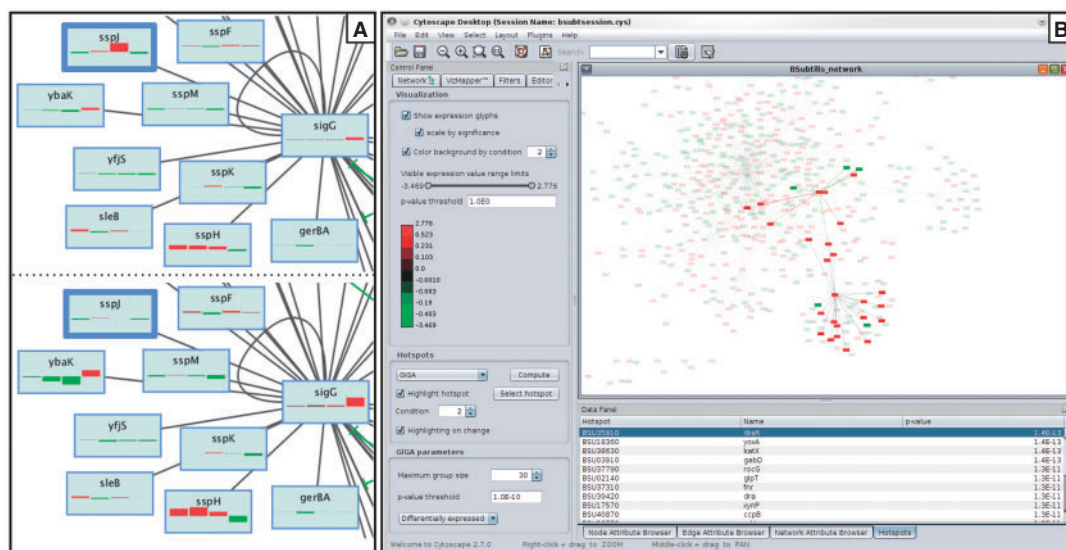 A
sspJ
sspF
ybaK
sspM
sigG
yfjS
sspK
sleB
sspH
gerBA
sspJ
sspF
ybaK
sspM
sigG
yfjS
sspK
sleB
sspH
gerBA
B
Cytoscape Desktop (Session Name: bsubtsession.cys)
File Edit View Select Layout Plugins Help
Search:
Control Panel
Network VizMapper™ Filters Editor
Visualization
Show expression glyphs
scale by significance
Color background by condition 2
Visible expression value range limits
-3.469 2.776
p-value threshold 1.0E0
2.776
0.523
0.231
0.103
0.0
-0.0010
-0.083
-0.19
-0.483
-3.469
Hotspots
GIGA Compute
Highlight hotspot Select hotspot
Condition 2
Highlighting on change
GIGA parameters
Maximum group size 20
p-value threshold 1.0E-10
Differentially expressed
BSubtilis_network
Data Panel
Hotspot Name p-value
BSU35910 rbsR 1.4E-13
BSU18360 yoxA 1.4E-13
BSU38630 katX 1.4E-13
BSU03910 gabD 1.4E-13
BSU37790 rocG 1.3E-11
BSU02140 glpT 1.3E-11
BSU37310 fnr 1.3E-11
BSU39420 dra 1.3E-11
BSU17570 xynP 1.3E-11
BSU40870 ccpB 1.3E-11
Node Attribute Browser Edge Attribute Browser Network Attribute Browser Hotspots
Welcome to Cytoscape 2.7.0 Right-click + drag to ZOOM Middle-click + drag to PAN